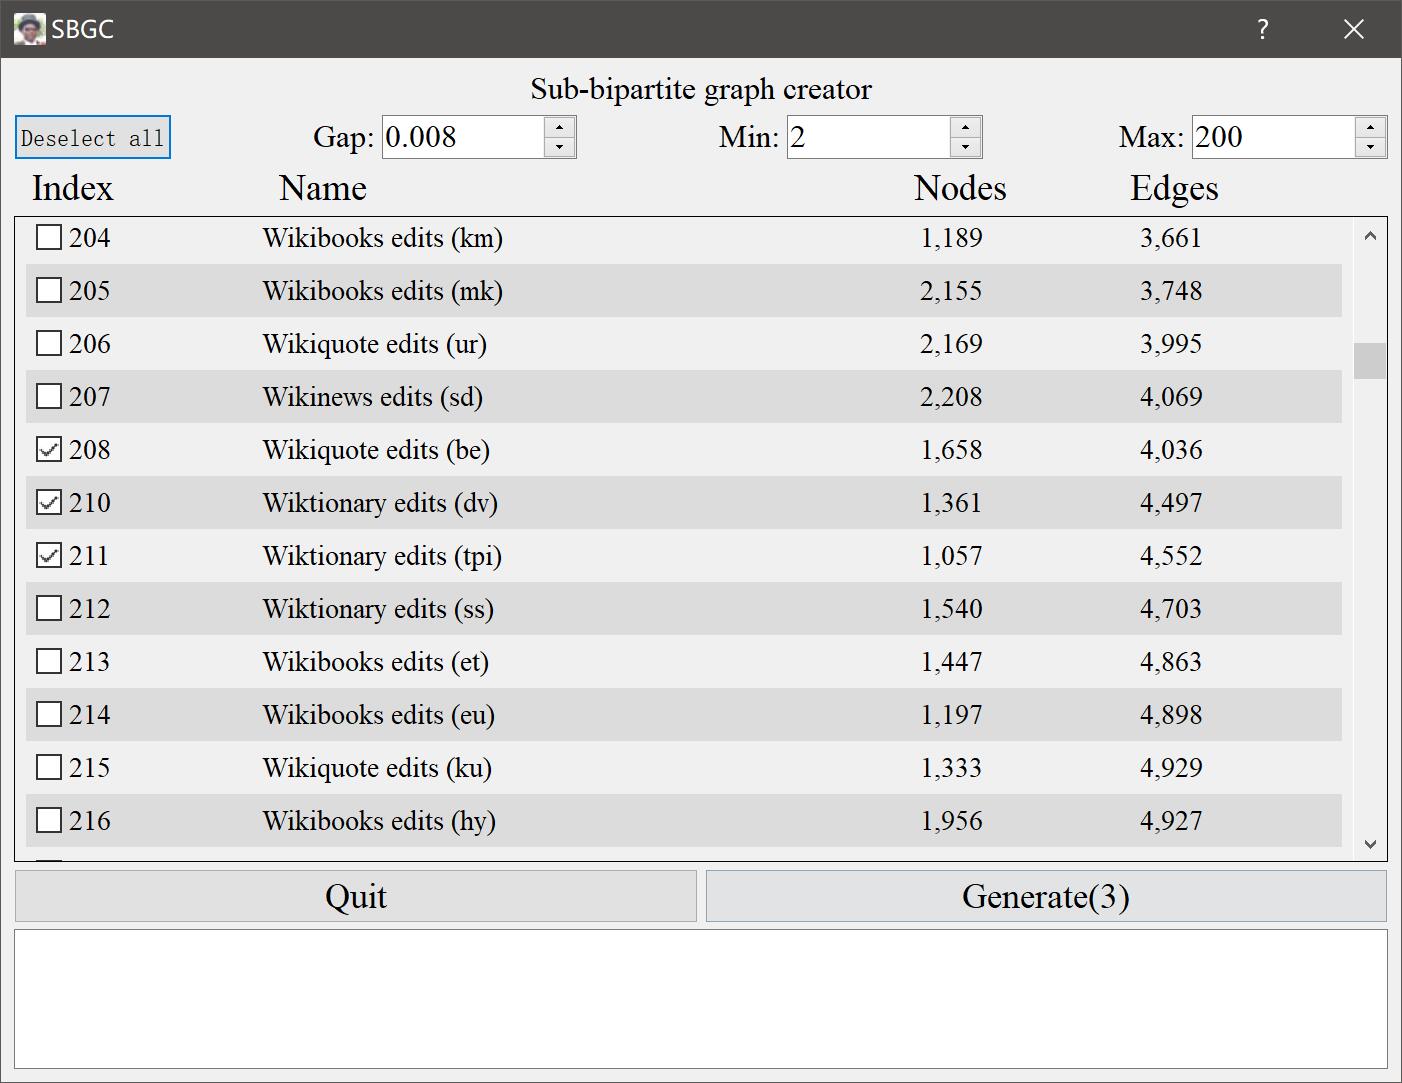 SBGC ?
Sub-bipartite graph creator
Deselect all Gap: 0.008 Min: 2 Max: 200
Index Name Nodes Edges
204 Wikibooks edits (km) 1,189 3,661
205 Wikibooks edits (mk) 2,155 3,748
206 Wikiquote edits (ur) 2,169 3,995
207 Wikinews edits (sd) 2,208 4,069
208 Wikiquote edits (be) 1,658 4,036
210 Wiktionary edits (dv) 1,361 4,497
211 Wiktionary edits (tpi) 1,057 4,552
212 Wiktionary edits (ss) 1,540 4,703
213 Wikibooks edits (et) 1,447 4,863
214 Wikibooks edits (eu) 1,197 4,898
215 Wikiquote edits (ku) 1,333 4,929
216 Wikibooks edits (hy) 1,956 4,927
Quit Generate(3)